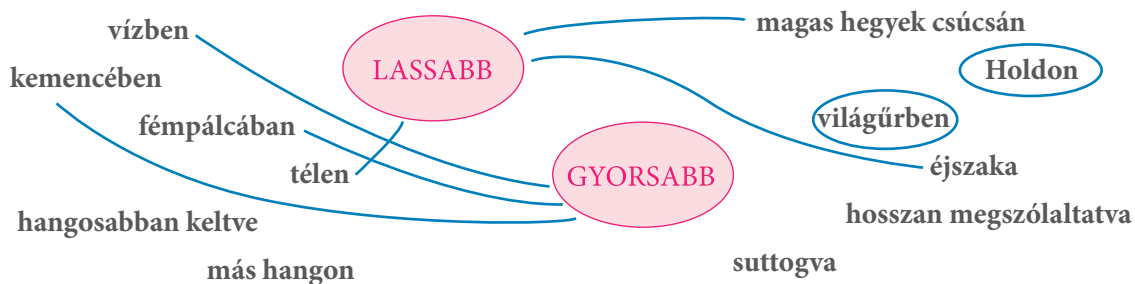 magas hegyek csúcsán
vízben
LASSABB
Holdon
kemencében
világűrben
fémpálcában
télen
GYORSABB
éjszaka
hangosabban keltve
hosszan megszólaltatva
más hangon
suttogva